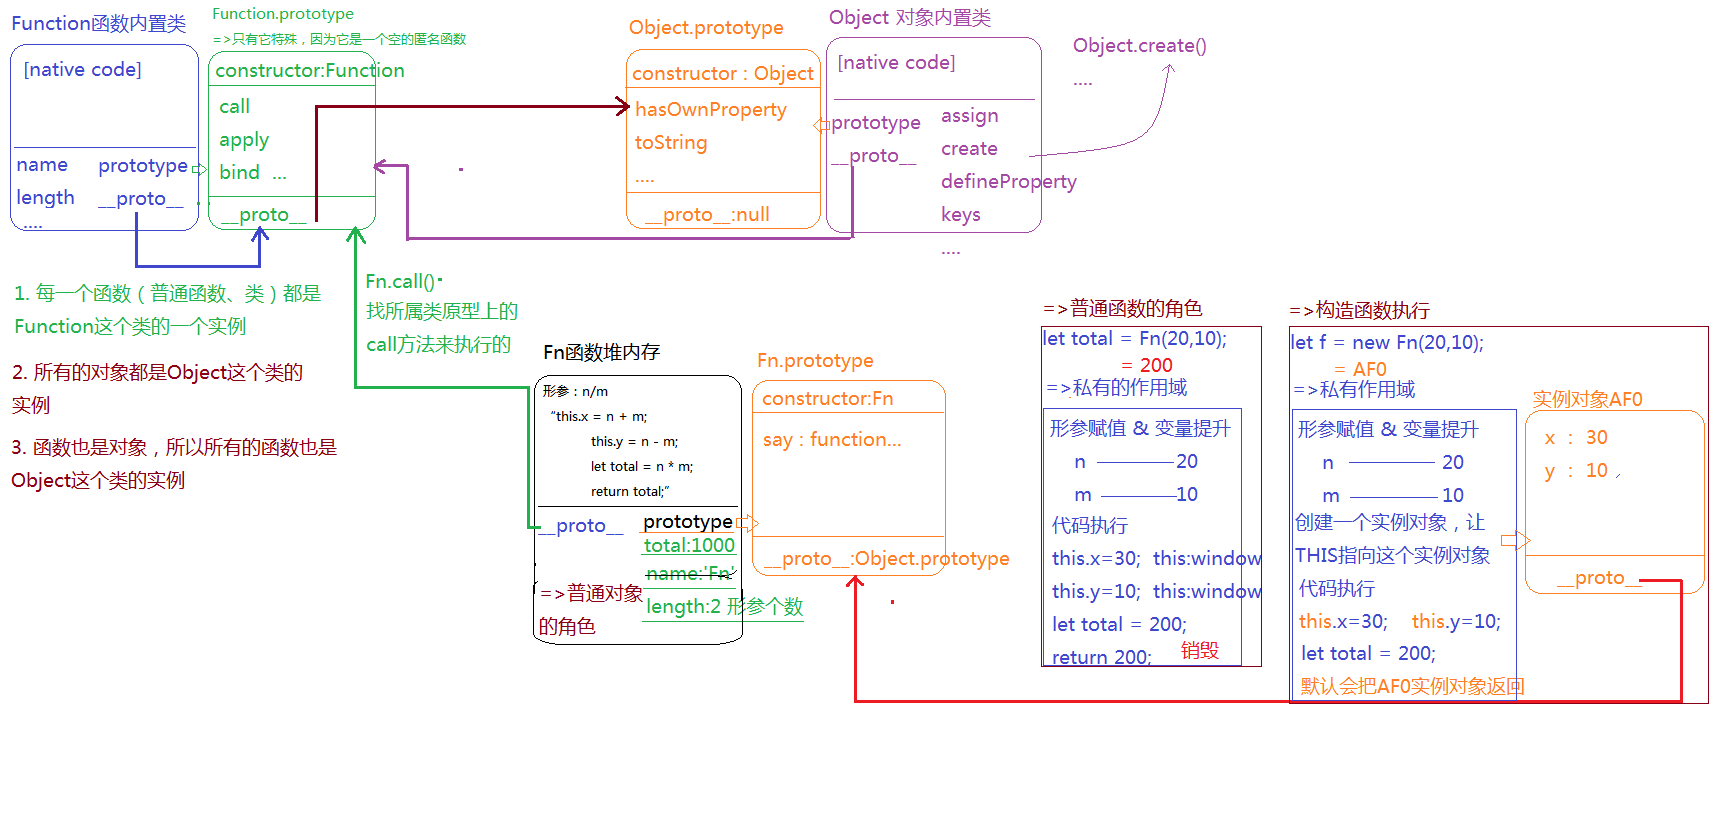 Function函数内置类
[native code]
name prototype
length __proto__
....
Function.prototype
=>只有它特殊，因为它是一个空的匿名函数
constructor:Function
call
apply
bind ...
__proto__
Object.prototype
constructor : Object
hasOwnProperty
toString
....
__proto__:null
Object 对象内置类
[native code]
prototype
__proto__
assign
create
defineProperty
keys
....
Object.create()
....
1. 每一个函数（普通函数、类）都是
Function这个类的一个实例
2. 所有的对象都是Object这个类的
实例
3. 函数也是对象，所以所有的函数也是
Object这个类的实例
Fn.call()
找所属类原型上的
call方法来执行的
Fn函数堆内存
形参：n/m
“this.x = n + m;
this.y = n - m;
let total = n * m;
return total;”
__proto__ prototype
total:1000
name:'Fn'
length:2 形参个数
=>普通对象
的角色
Fn.prototype
constructor:Fn
say : function...
__proto__:Object.prototype
=>普通函数的角色
let total = Fn(20,10);
= 200
=>私有的作用域
形参赋值 & 变量提升
n 20
m 10
代码执行
this.x=30; this:window
this.y=10; this:window
let total = 200;
return 200; 销毁
=>构造函数执行
let f = new Fn(20,10);
= AF0
=>私有作用域
形参赋值 & 变量提升
n 20
m 10
创建一个实例对象，让
THIS指向这个实例对象
代码执行
this.x=30; this.y=10;
let total = 200;
默认会把AF0实例对象返回
实例对象AF0
x : 30
y : 10
__proto__